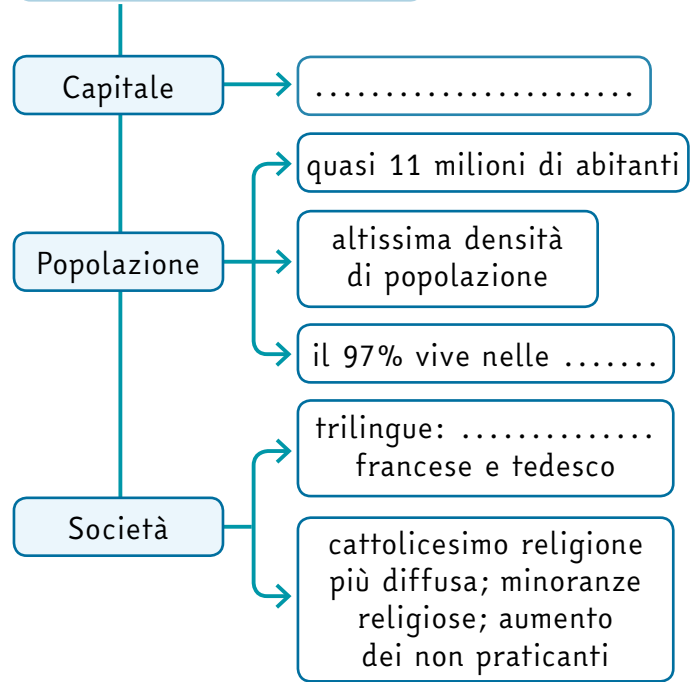 Capitale
.......................
Popolazione
quasi 11 milioni di abitanti
altissima densità
di popolazione
il 97% vive nelle .......
Società
trilingue: ..............
francese e tedesco
cattolicesimo religione
più diffusa; minoranze
religiose; aumento
dei non praticanti